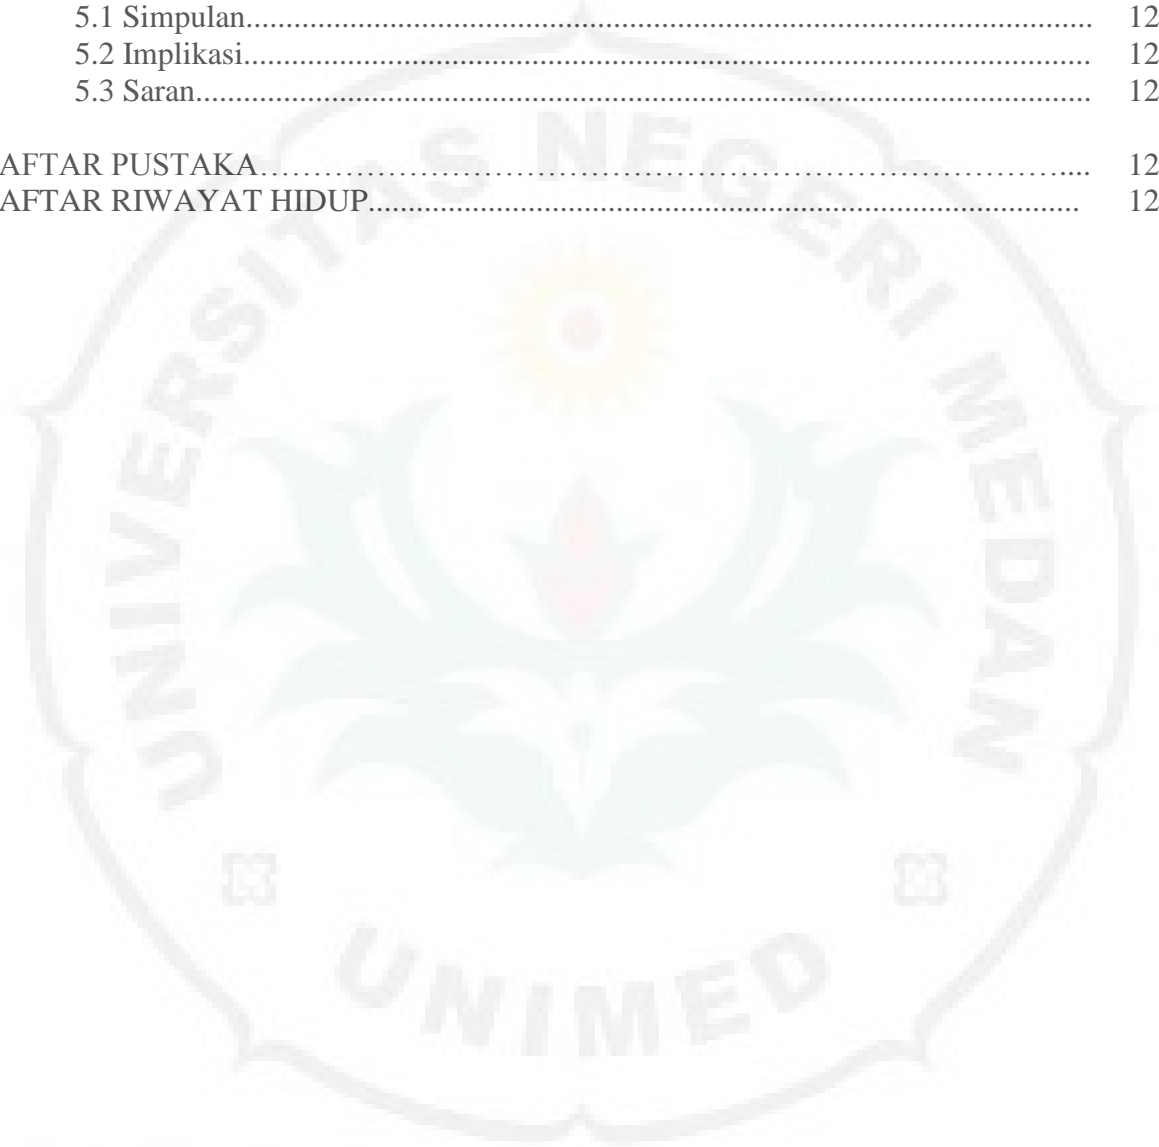 5.1 Simpulan.......................................................................................................... 12
5.2 Implikasi.......................................................................................................... 12
5.3 Saran................................................................................................................ 12
AFTAR PUSTAKA……………………………………………………………….... 12
AFTAR RIWAYAT HIDUP......................................................................................... 12
UNIVERSITAS NEGERI MEDAN
UNIMED